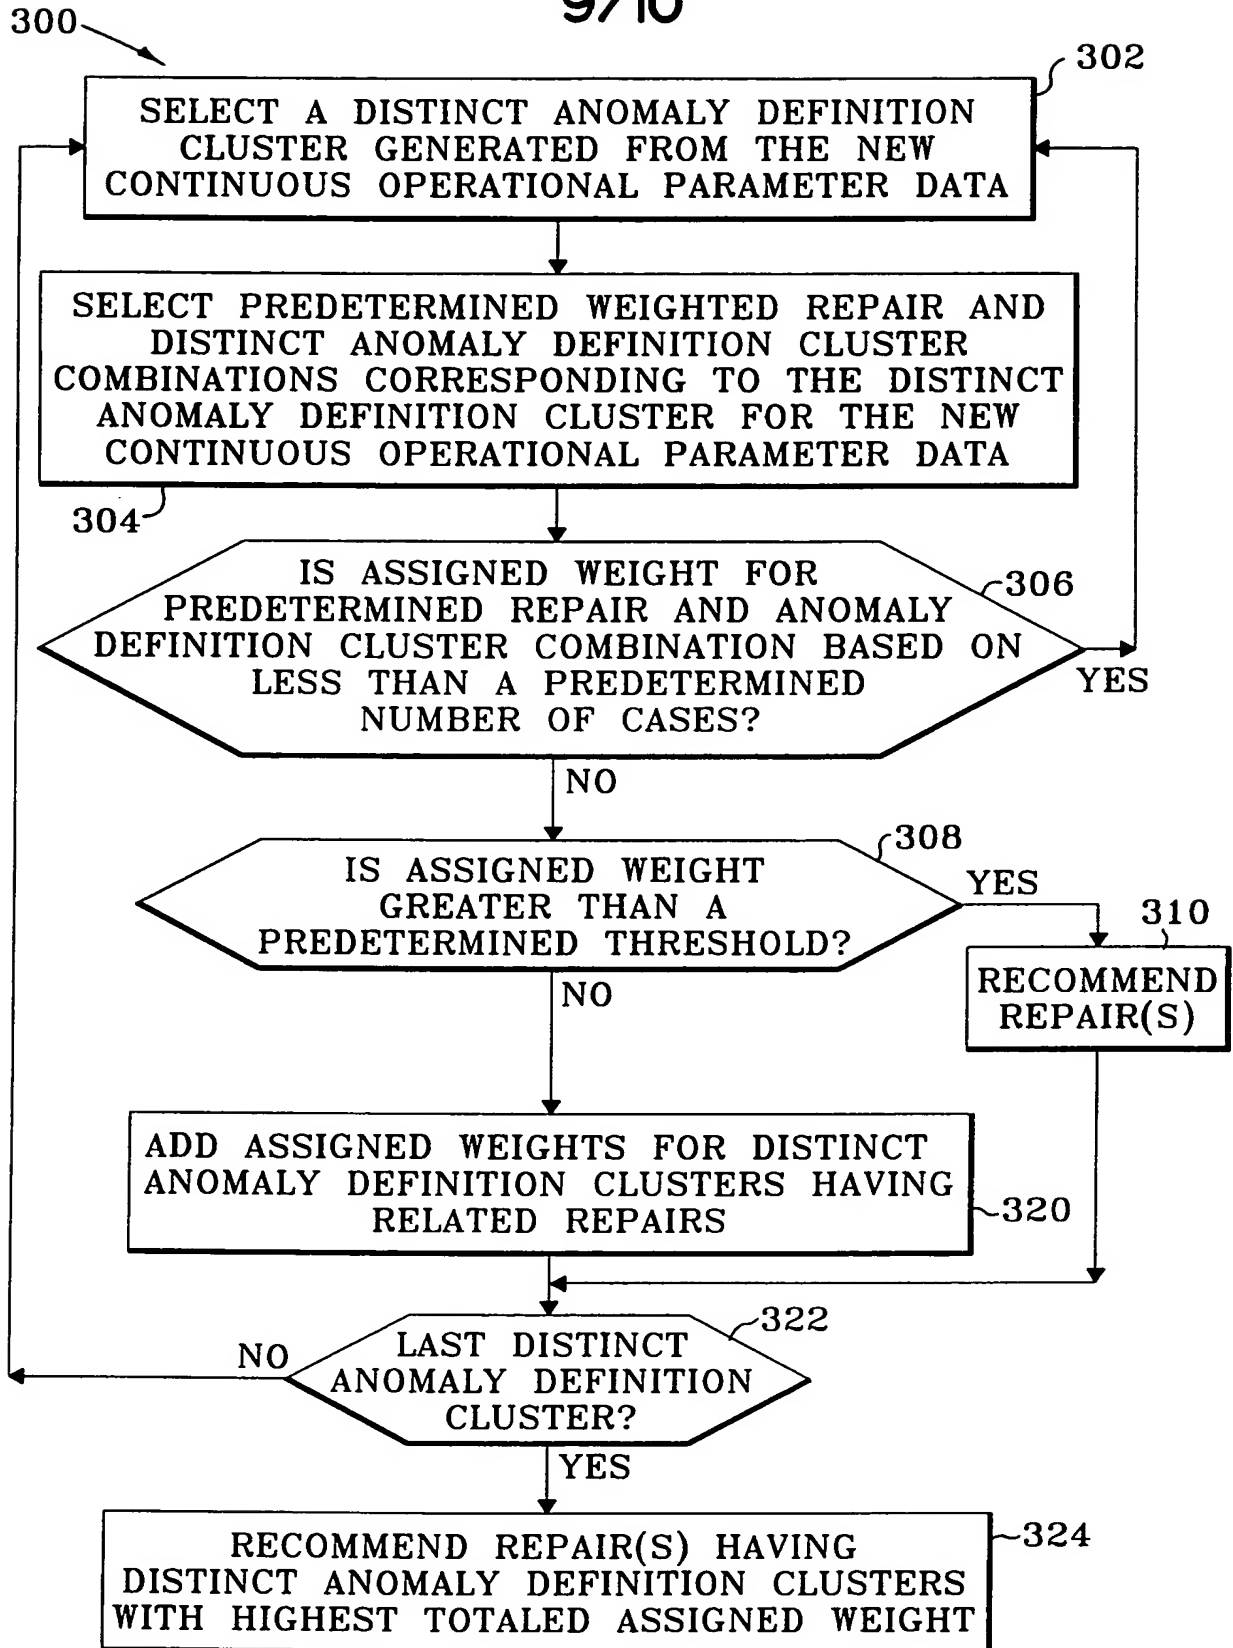 9/10
300
302
SELECT A DISTINCT ANOMALY DEFINITION
CLUSTER GENERATED FROM THE NEW
CONTINUOUS OPERATIONAL PARAMETER DATA
SELECT PREDETERMINED WEIGHTED REPAIR AND
DISTINCT ANOMALY DEFINITION CLUSTER
COMBINATIONS CORRESPONDING TO THE DISTINCT
ANOMALY DEFINITION CLUSTER FOR THE NEW
CONTINUOUS OPERATIONAL PARAMETER DATA
304
IS ASSIGNED WEIGHT FOR
PREDETERMINED REPAIR AND ANOMALY
DEFINITION CLUSTER COMBINATION BASED ON
LESS THAN A PREDETERMINED
NUMBER OF CASES?
306
YES
NO
308
IS ASSIGNED WEIGHT
GREATER THAN A
PREDETERMINED THRESHOLD?
YES
310
RECOMMEND
REPAIR(S)
NO
ADD ASSIGNED WEIGHTS FOR DISTINCT
ANOMALY DEFINITION CLUSTERS HAVING
RELATED REPAIRS
320
322
LAST DISTINCT
ANOMALY DEFINITION
CLUSTER?
NO
YES
324
RECOMMEND REPAIR(S) HAVING
DISTINCT ANOMALY DEFINITION CLUSTERS
WITH HIGHEST TOTALED ASSIGNED WEIGHT